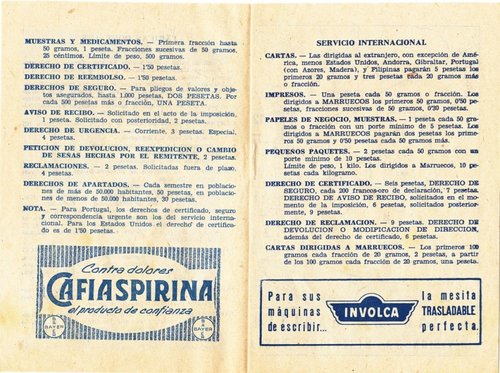 MUESTRAS Y MEDICAMENTOS. — Primera fracción hasta
50 gramos, 1 peseta. Fracciones sucesivas de 50 gramos,
25 céntimos. Límite de peso, 500 gramos.
DERECHO DE CERTIFICADO. — 1'50 pesetas.
DERECHO DE REEMBOLSO. — 1'50 pesetas.
DERECHOS DE SEGURO. — Para pliegos de valores y obje-
tos asegurados, hasta 1.000 pesetas, DOS PESETAS. Por
cada 500 pesetas más o fracción, UNA PESETA.
AVISO DE RECIBO. — Solicitado en el acto de la imposición,
1 peseta. Solicitado con posterioridad, 2 pesetas.
DERECHO DE URGENCIA. — Corriente, 3 pesetas. Especial,
4 pesetas.
PETICION DE DEVOLUCION, REEXPEDICION O CAMBIO
DE SEÑAS HECHAS POR EL REMITENTE, 2 pesetas.
RECLAMACIONES. — 2 pesetas. Solicitadas fuera de plazo,
4 pesetas.
DERECHOS DE APARTADOS. — Cada semestre en poblacio-
nes de más de 50.000 habitantes, 50 pesetas, en poblacio-
nes de menos de 50.000 habitantes, 30 pesetas.
NOTA. — Para Portugal, los derechos de certificado, segu-
ro y correspondencia urgente son los del servicio interna-
cional. Para los Estados Unidos el derecho de certificado
es de 1'50 pesetas.
Contra dolores
CAFIASPIRINA
el producto de confianza
BAYER
BAYER
SERVICIO INTERNACIONAL
CARTAS. — Las dirigidas al extranjero, con excepción de Amé-
rica, menos Estados Unidos, Andorra, Gibraltar, Portugal
(con Azores, Madera), y Filipinas pagarán 5 pesetas los
primeros 20 gramos y tres pesetas cada 20 gramos más
o fracción.
IMPRESOS. — Una peseta cada 50 gramos o fracción. Los
dirigidos a MARRUECOS los primeros 50 gramos, 0'50 pe-
setas, fracciones sucesivas de 50 gramos, 0'25 pesetas.
PAPELES DE NEGOCIO, MUESTRAS. — 1 peseta cada 50 gra-
mos o fracción con un porte mínimo de 5 pesetas. Los
dirigidos a MARRUECOS pagarán dos pesetas los primeros
50 gramos y 0'50 pesetas cada 50 gramos más.
PEQUEÑOS PAQUETES. — 2 pesetas cada 50 gramos con un
porte mínimo de 10 pesetas.
Límite de peso, 1 kilo. Los dirigidos a Marruecos, 10 pe-
setas cada kilogramo.
DERECHO DE CERTIFICADO. — Seis pesetas, DERECHO DE
SEGURO, cada 200 francos-oro de declaración, 7 pesetas.
DERECHO DE AVISO DE RECIBO, solicitados en el mo-
mento de la imposición, 6 pesetas, solicitados con poste-
rioridad, 9 pesetas.
DERECHO DE RECLAMACION. — 9 pesetas. DERECHO DE
DEVOLUCION O MODIFICACION DE DIRECCION,
además del derecho de certificado, 6 pesetas.
CARTAS DIRIGIDAS A MARRUECOS. — Los primeros 100
gramos cada fracción de 20 gramos, 2 pesetas, a partir
de los 100 gramos cada fracción de 20 gramos, una peseta.
Para sus
máquinas
de escribir...
INVOLCA
la mesita
TRASLADABLE
perfecta.